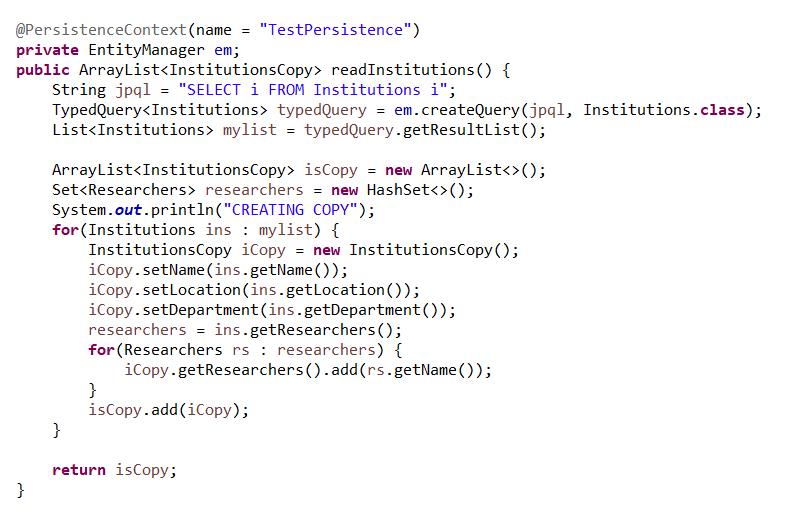 @PersistenceContext(name = "TestPersistence")
private EntityManager em;
public ArrayList<InstitutionsCopy> readInstitutions() {
    String jpql = "SELECT i FROM Institutions i";
    TypedQuery<Institutions> typedQuery = em.createQuery(jpql, Institutions.class);
    List<Institutions> mylist = typedQuery.getResultList();

    ArrayList<InstitutionsCopy> isCopy = new ArrayList<>();
    Set<Researchers> researchers = new HashSet<>();
    System.out.println("CREATING COPY");
    for(Institutions ins : mylist) {
        InstitutionsCopy iCopy = new InstitutionsCopy();
        iCopy.setName(ins.getName());
        iCopy.setLocation(ins.getLocation());
        iCopy.setDepartment(ins.getDepartment());
        researchers = ins.getResearchers();
        for(Researchers rs : researchers) {
            iCopy.getResearchers().add(rs.getName());
        }
        isCopy.add(iCopy);
    }

    return isCopy;
}